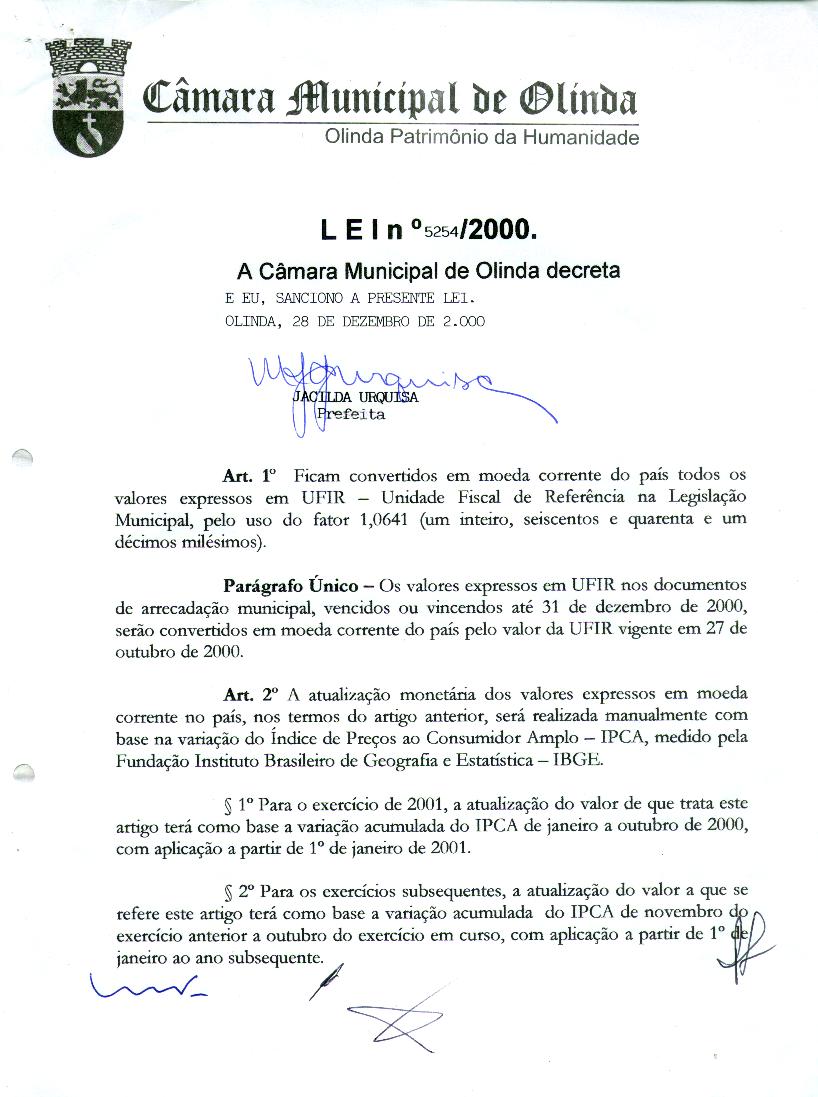 Câmara Municipal de Olinda
Olinda Patrimônio da Humanidade
L E I n º 5254/2000.
A Câmara Municipal de Olinda decreta
E EU, SANCIONO A PRESENTE LEI.
OLINDA, 28 DE DEZEMBRO DE 2.000
JACILDA URQUISA
Prefeita
Art. 1º Ficam convertidos em moeda corrente do país todos os
valores expressos em UFIR – Unidade Fiscal de Referência na Legislação
Municipal, pelo uso do fator 1,0641 (um inteiro, seiscentos e quarenta e um
décimos milésimos).
Parágrafo Único – Os valores expressos em UFIR nos documentos
de arrecadação municipal, vencidos ou vincendos até 31 de dezembro de 2000,
serão convertidos em moeda corrente do país pelo valor da UFIR vigente em 27 de
outubro de 2000.
Art. 2º A atualização monetária dos valores expressos em moeda
corrente no país, nos termos do artigo anterior, será realizada manualmente com
base na variação do Índice de Preços ao Consumidor Amplo – IPCA, medido pela
Fundação Instituto Brasileiro de Geografia e Estatística – IBGE.
§ 1º Para o exercício de 2001, a atualização do valor de que trata este
artigo terá como base a variação acumulada do IPCA de janeiro a outubro de 2000,
com aplicação a partir de 1º de janeiro de 2001.
§ 2º Para os exercícios subsequentes, a atualização do valor a que se
refere este artigo terá como base a variação acumulada do IPCA de novembro do
exercício anterior a outubro do exercício em curso, com aplicação a partir de 1º de
janeiro ao ano subsequente.